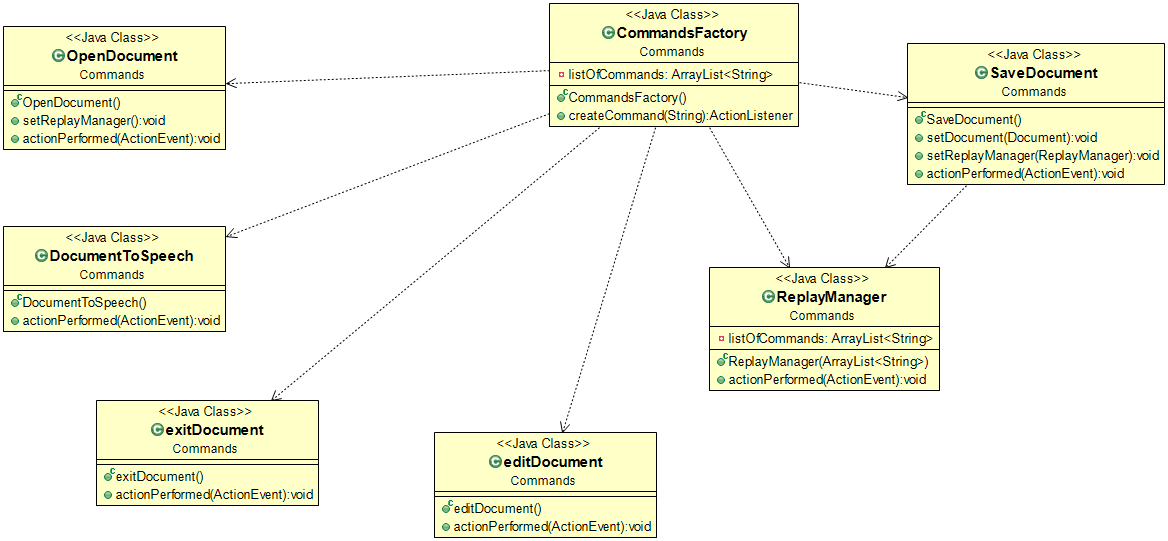 <<Java Class>>
OpenDocument
Commands
OpenDocument()
setReplayManager():void
actionPerformed(ActionEvent):void
<<Java Class>>
CommandsFactory
Commands
listOfCommands: ArrayList<String>
CommandsFactory()
createCommand(String):ActionListener
<<Java Class>>
SaveDocument
Commands
SaveDocument()
setDocument(Document):void
setReplayManager(ReplayManager):void
actionPerformed(ActionEvent):void
<<Java Class>>
DocumentToSpeech
Commands
DocumentToSpeech()
actionPerformed(ActionEvent):void
<<Java Class>>
ReplayManager
Commands
listOfCommands: ArrayList<String>
ReplayManager(ArrayList<String>)
actionPerformed(ActionEvent):void
<<Java Class>>
exitDocument
Commands
exitDocument()
actionPerformed(ActionEvent):void
<<Java Class>>
editDocument
Commands
editDocument()
actionPerformed(ActionEvent):void